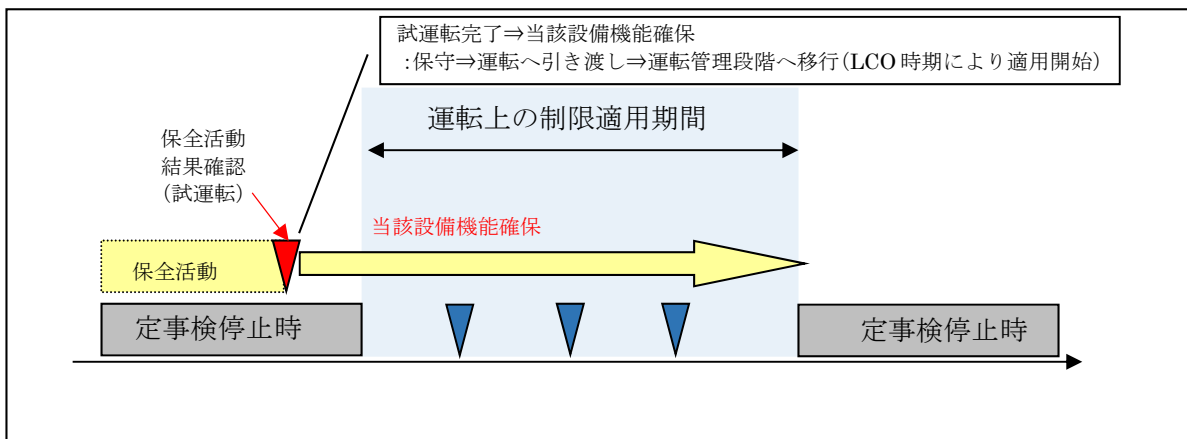 試運転完了⇒当該設備機能確保
:保守⇒運転へ引き渡し⇒運転管理段階へ移行(LCO 時期により適用開始)
運転上の制限適用期間
保全活動
結果確認
(試運転)
当該設備機能確保
保全活動
定事検停止時
定事検停止時